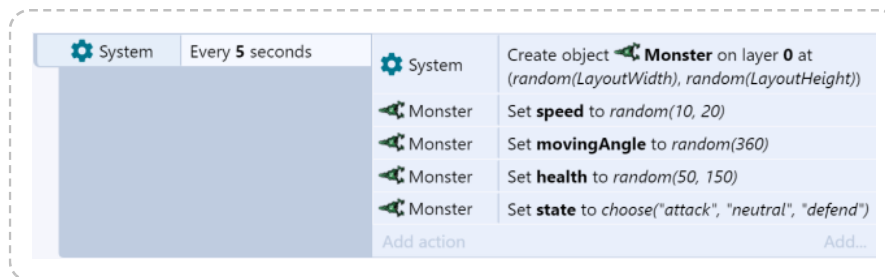 System Every 5 seconds
System Create object Monster on layer 0 at
(random(LayoutWidth), random(LayoutHeight))
Monster Set speed to random(10, 20)
Monster Set movingAngle to random(360)
Monster Set health to random(50, 150)
Monster Set state to choose("attack", "neutral", "defend")
Add action Add...